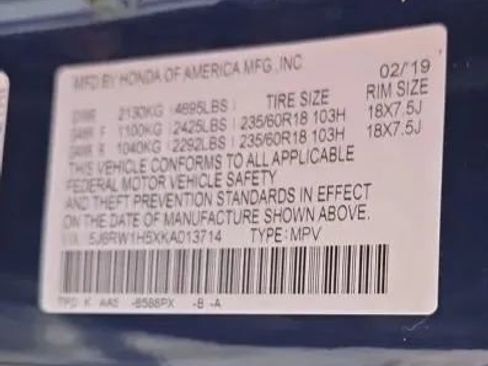 MFD BY HONDA OF AMERICA MFG.,INC 02/'19
GVWR 2130KG 4695LBS TIRE SIZE RIM SIZE
GAWR F 1100KG 2425LBS 235/60R18 103H 18X7.5J
GAWR R 1040KG 2292LBS 235/60R18 103H 18X7.5J
THIS VEHICLE CONFORMS TO ALL APPLICABLE
FEDERAL MOTOR VEHICLE SAFETY
AND THEFT PREVENTION STANDARDS IN EFFECT
ON THE DATE OF MANUFACTURE SHOWN ABOVE.
5J6RW1H5XKA013714 TYPE:MPV
K AA5 -B588PX -B -A